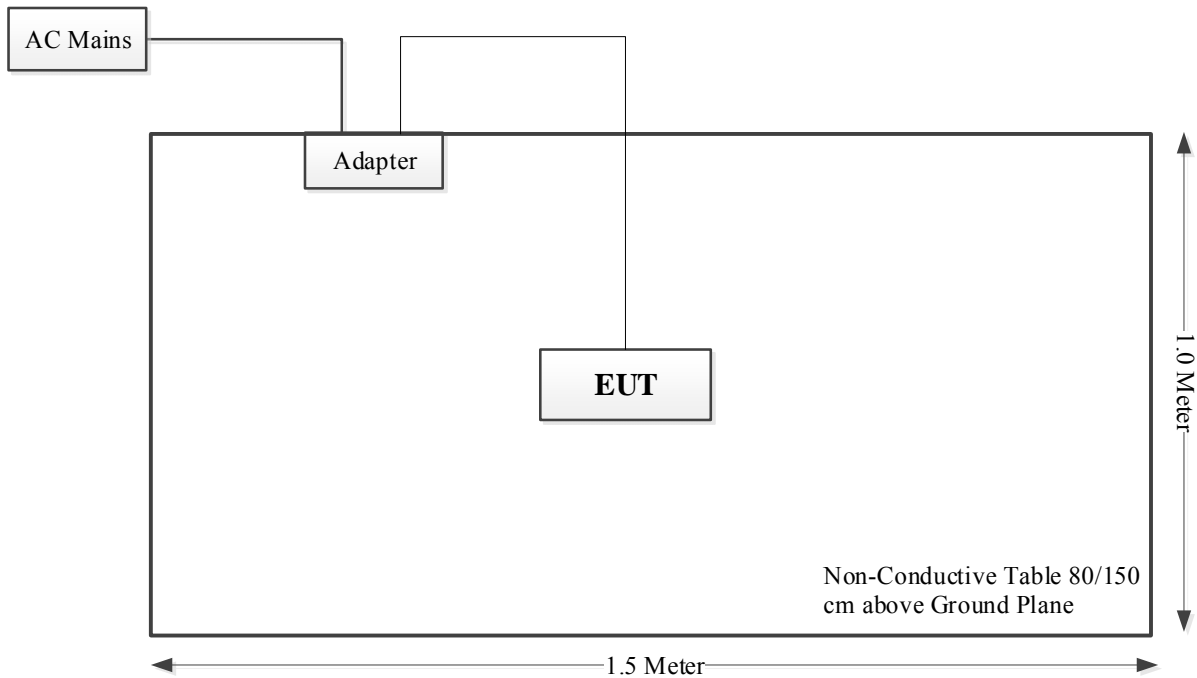 AC Mains
Adapter
EUT
1.0 Meter
Non-Conductive Table 80/150
cm above Ground Plane
1.5 Meter